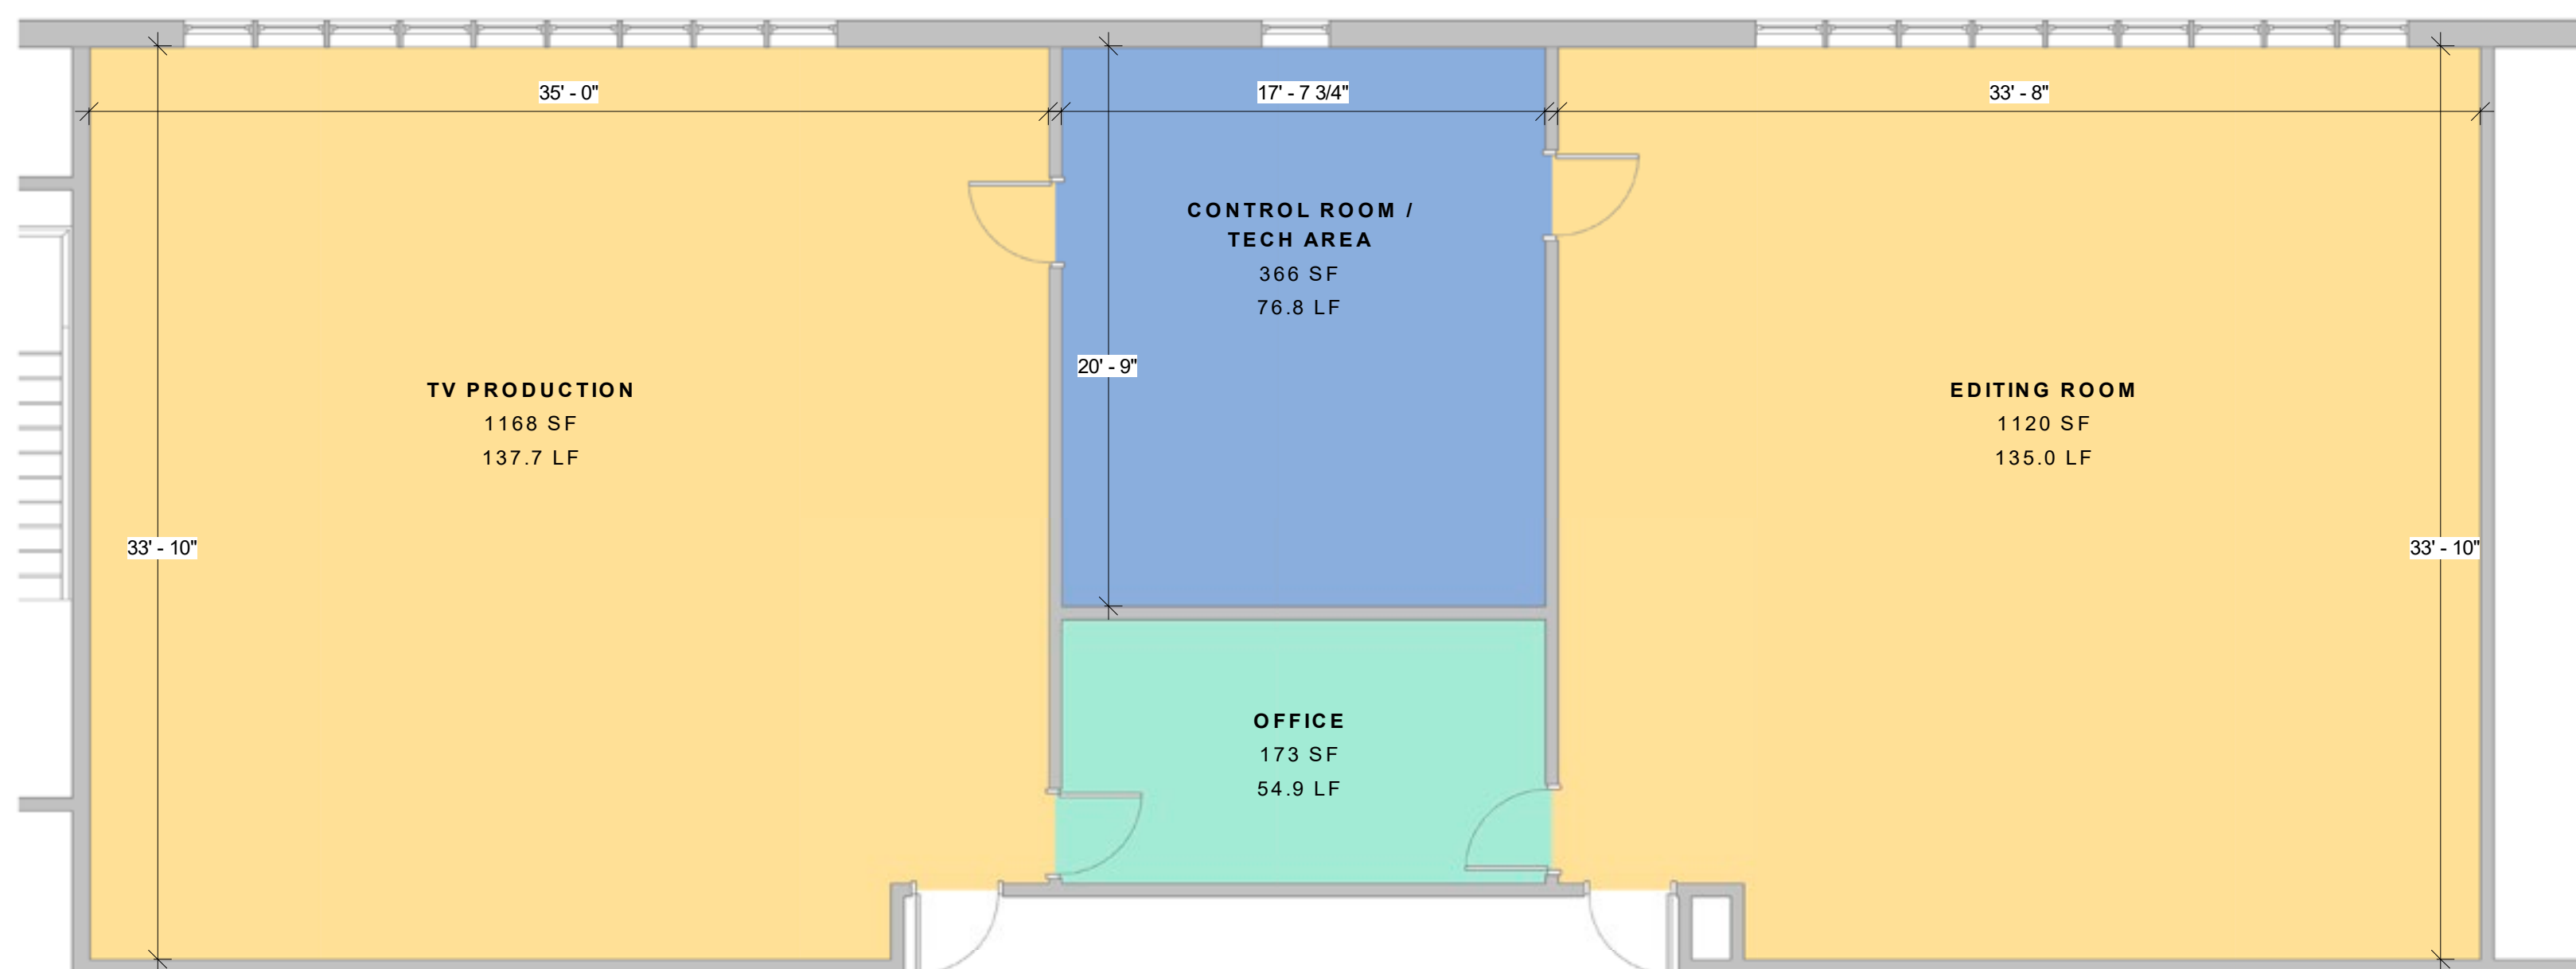 35' - 0"
17' - 7 3/4"
33' - 8"
CONTROL ROOM /
TECH AREA
366 SF
76.8 LF
20' - 9"
TV PRODUCTION
1168 SF
137.7 LF
EDITING ROOM
1120 SF
135.0 LF
33' - 10"
33' - 10"
OFFICE
173 SF
54.9 LF